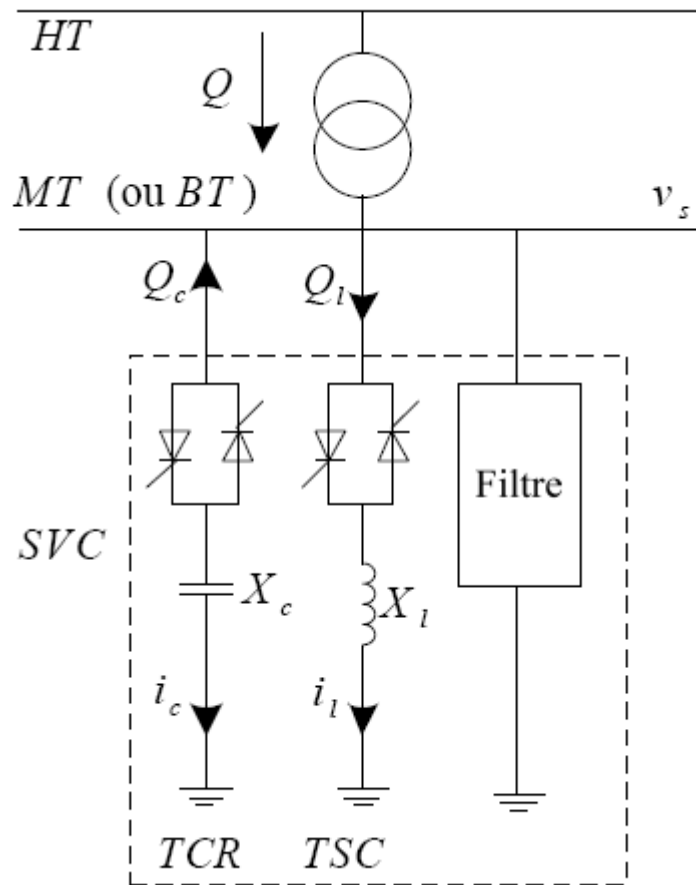 HT
Q
MT (ou BT)
v_s
Q_c
Q_l
Filtre
SVC
X_c
X_l
i_c
i_l
TCR
TSC